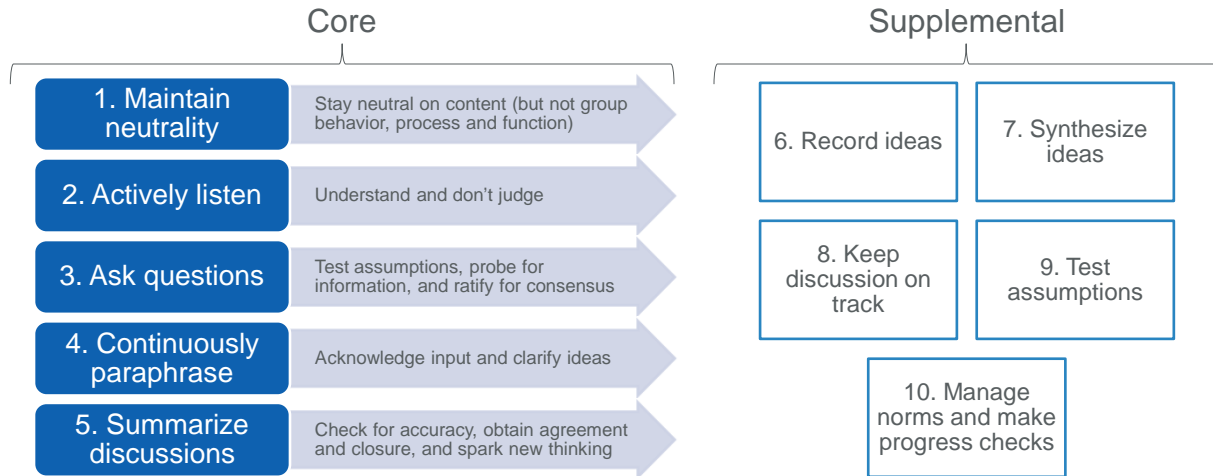 Core
1. Maintain
neutrality
Stay neutral on content (but not group
behavior, process and function)
2. Actively listen
Understand and don’t judge
3. Ask questions
Test assumptions, probe for
information, and ratify for consensus
4. Continuously
paraphrase
Acknowledge input and clarify ideas
5. Summarize
discussions
Check for accuracy, obtain agreement
and closure, and spark new thinking
Supplemental
6. Record ideas
7. Synthesize
ideas
8. Keep
discussion on
track
9. Test
assumptions
10. Manage
norms and make
progress checks